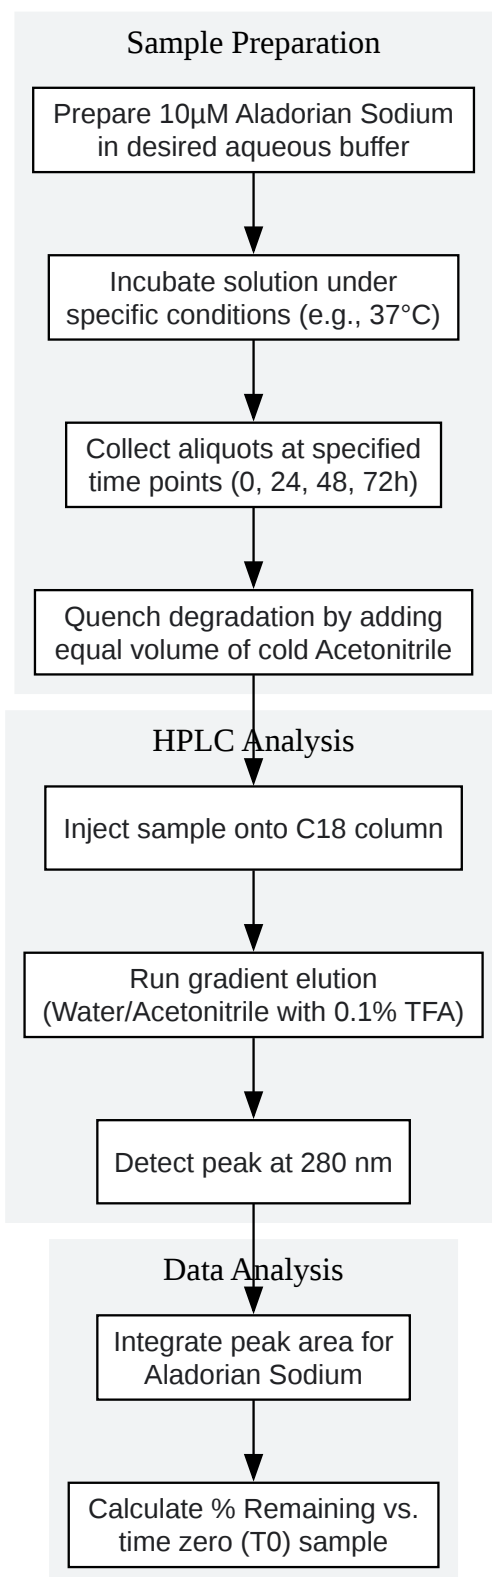 Sample Preparation
Prepare 10µM Aladorian Sodium
in desired aqueous buffer
Incubate solution under
specific conditions (e.g., 37°C)
Collect aliquots at specified
time points (0, 24, 48, 72h)
Quench degradation by adding
equal volume of cold Acetonitrile
HPLC Analysis
Inject sample onto C18 column
Run gradient elution
(Water/Acetonitrile with 0.1% TFA)
Detect peak at 280 nm
Data Analysis
Integrate peak area for
Aladorian Sodium
Calculate % Remaining vs.
time zero (T0) sample